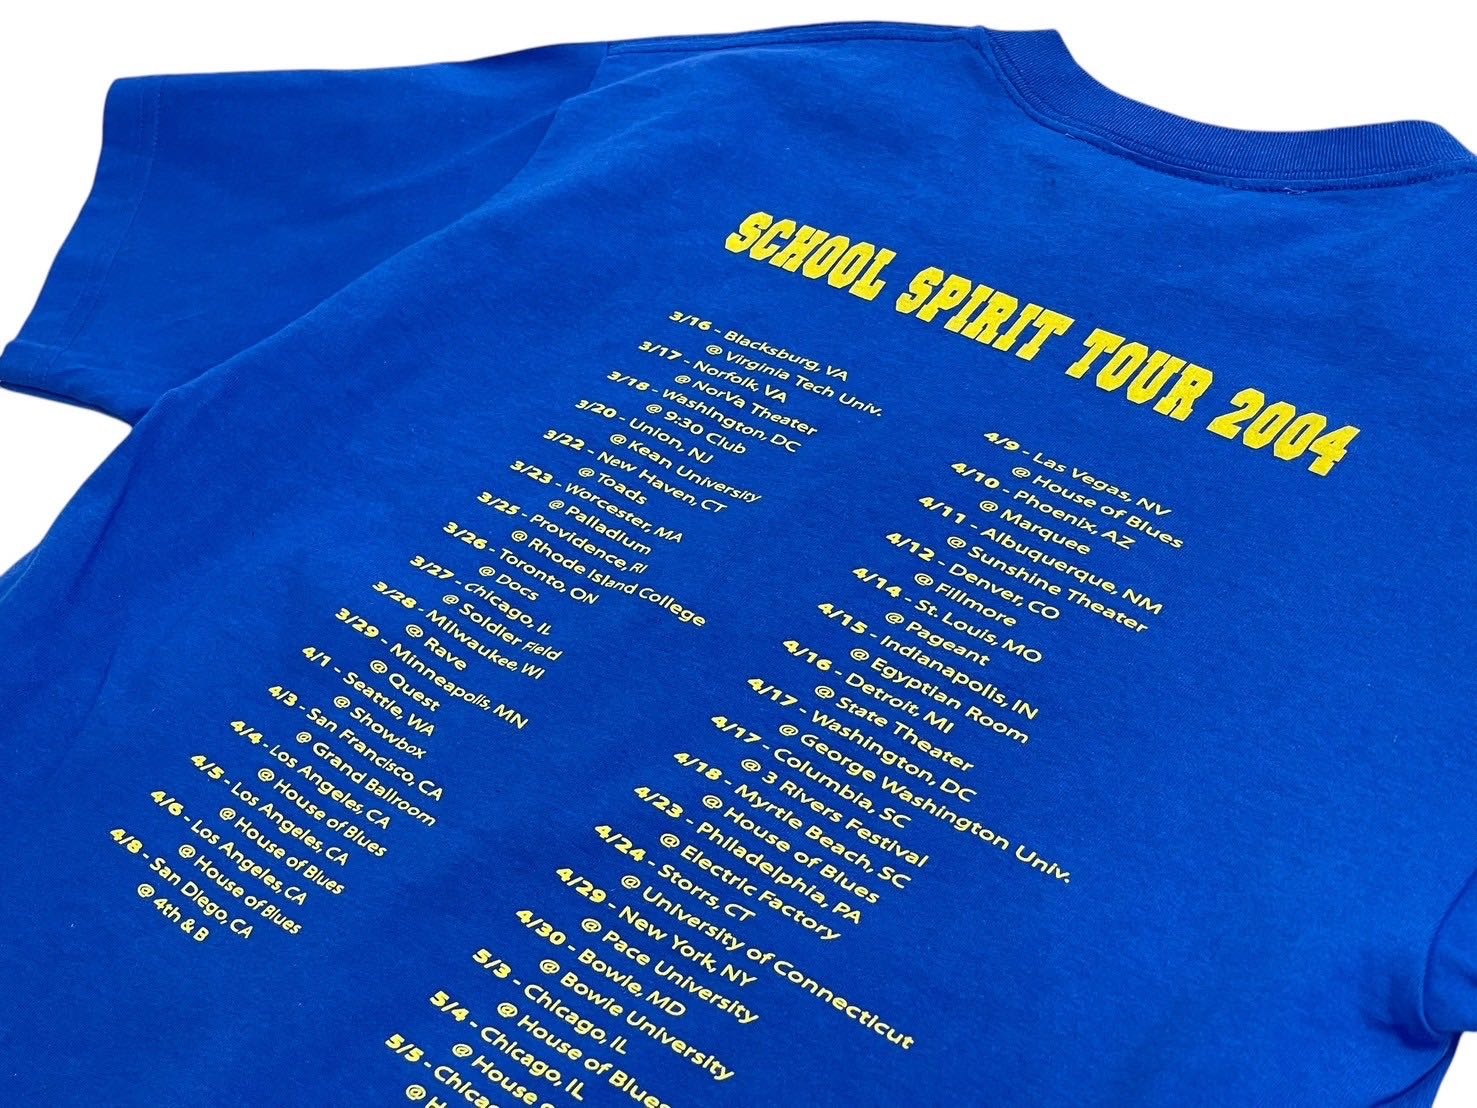 SCHOOL SPIRIT TOUR 2004
3/16 - Blacksburg, VA
@ Virginia Tech Univ.
3/17 - Norfolk, VA
@ NorVa Theater
3/18 - Washington, DC
@ 9:30 Club
3/20 - Union, NJ
@ Kean University
3/22 - New Haven, CT
@ Toads
3/23 - Worcester, MA
@ Palladium
3/25 - Providence, RI
@ Rhode Island College
3/26 - Toronto, ON
@ Docs
3/27 - Chicago, IL
@ Soldier Field
3/28 - Milwaukee, WI
@ Rave
3/29 - Minneapolis, MN
@ Quest
4/1 - Seattle, WA
@ Showbox
4/3 - San Francisco, CA
@ Grand Ballroom
4/4 - Los Angeles, CA
@ House of Blues
4/5 - Los Angeles, CA
@ House of Blues
4/6 - Los Angeles, CA
@ House of Blues
4/8 - San Diego, CA
@ 4th & B
4/9 - Las Vegas, NV
@ House of Blues
4/10 - Phoenix, AZ
@ Marquee
4/11 - Albuquerque, NM
@ Sunshine Theater
4/12 - Denver, CO
@ Fillmore
4/14 - St. Louis, MO
@ Pageant
4/15 - Indianapolis, IN
@ Egyptian Room
4/16 - Detroit, MI
@ State Theater
4/17 - Washington, DC
@ George Washington Univ.
4/17 - Columbia, SC
@ 3 Rivers Festival
4/18 - Myrtle Beach, SC
@ House of Blues
4/23 - Philadelphia, PA
@ Electric Factory
4/24 - Storrs, CT
@ University of Connecticut
4/29 - New York, NY
@ Pace University
4/30 - Bowie, MD
@ Bowie University
5/3 - Chicago, IL
@ House of Blues
5/4 - Chicago, IL
@ House
5/5 -
@